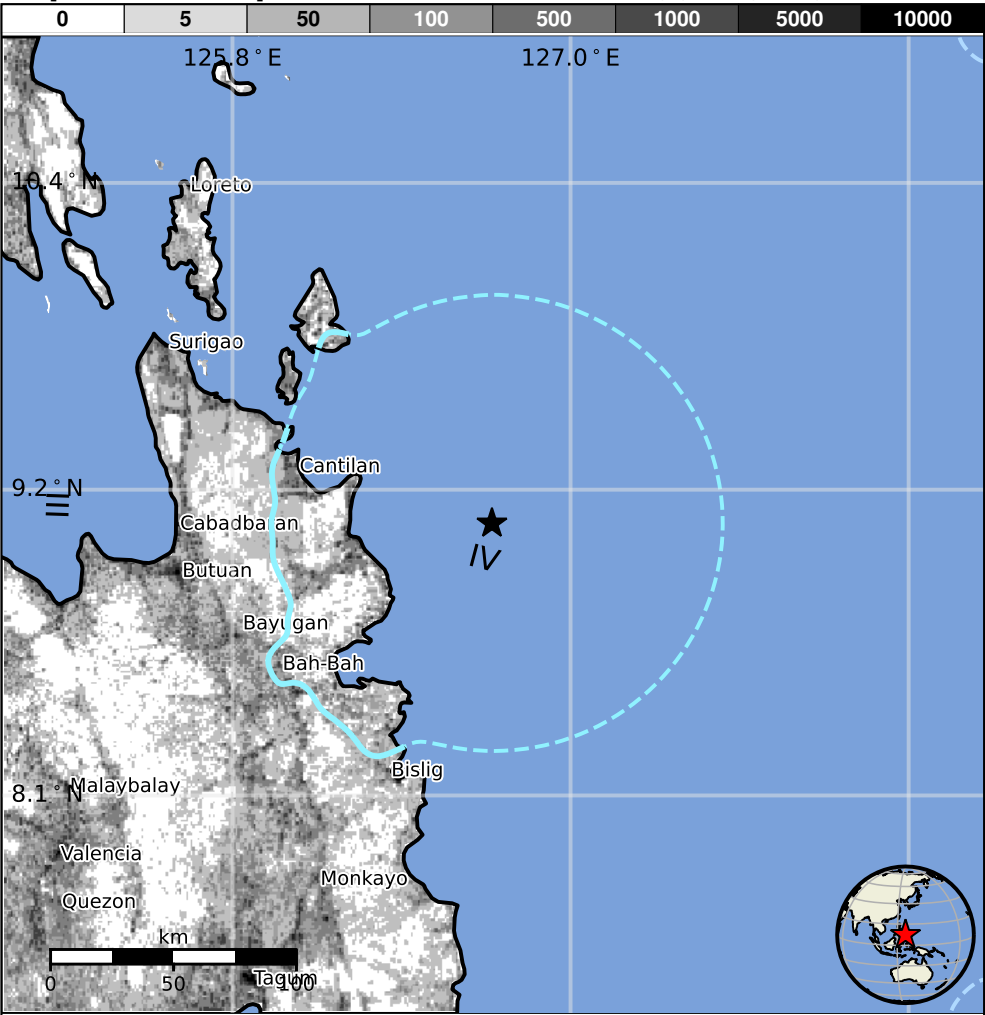 0 5 50 100 500 1000 5000 10000
125.8°E 127.0°E
10.4°N
Loreto
Surigao
Cantilan
9.2°N
III
Cabadbaran
IV
Butuan
Bayugan
Bah-Bah
Bislig
Malaybalay
8.1°N
Valencia
Monkayo
Quezon
km
Tagum
0 50 100